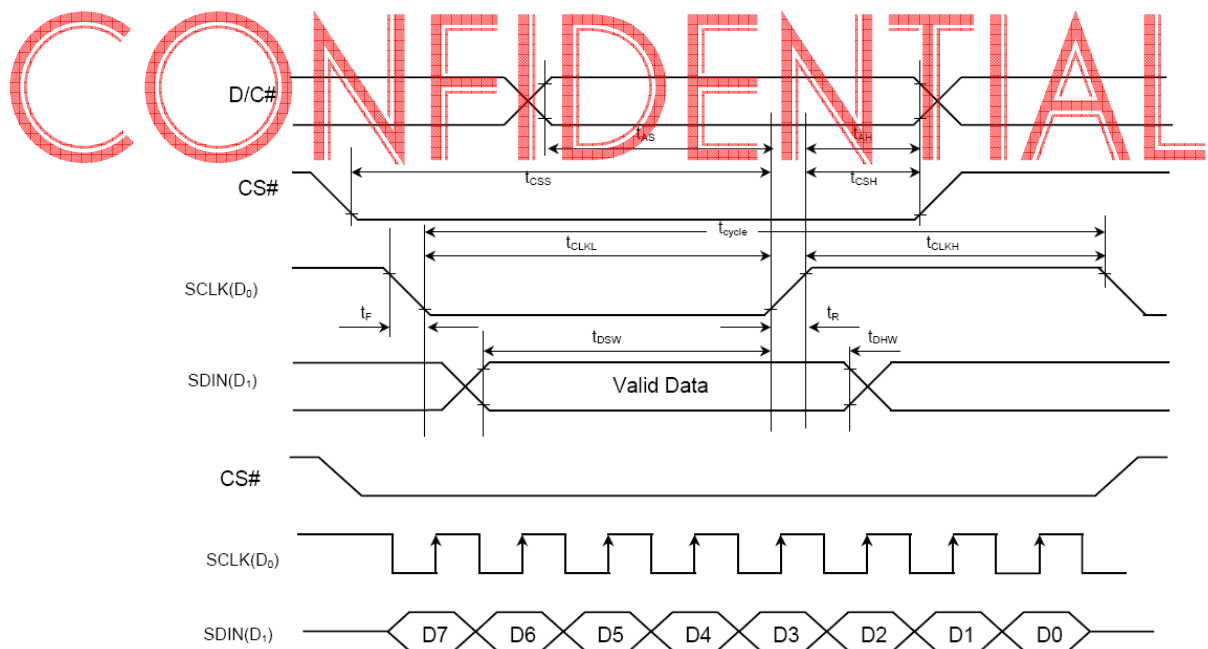 CONFIDENTIAL
D/C#
tAS
tAH
tCSS
tCSH
CS#
tcycle
tCLKL
tCLKH
SCLK(D0)
tF
tR
tDSW
tDHW
SDIN(D1)
Valid Data
CS#
SCLK(D0)
SDIN(D1)
D7 D6 D5 D4 D3 D2 D1 D0